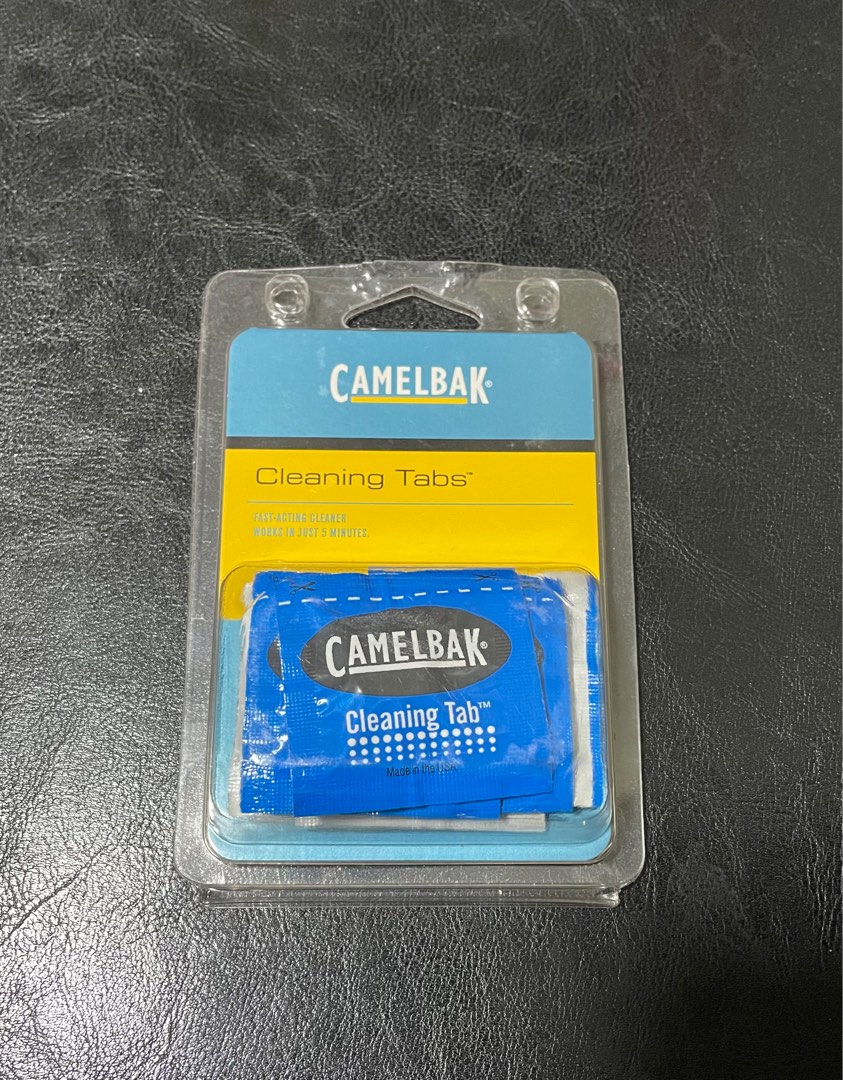 CAMELBAK®
Cleaning Tabs™
FAST-ACTING CLEANER
WORKS IN JUST 5 MINUTES.
CAMELBAK®
Cleaning Tab™
Made in the USA